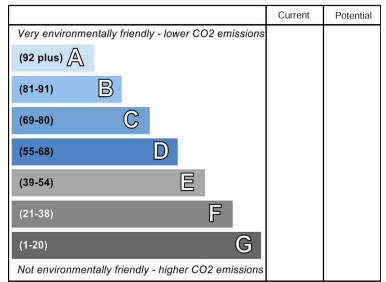 Current Potential
Very environmentally friendly - lower CO2 emissions
(92 plus) A
(81-91) B
(69-80) C
(55-68) D
(39-54) E
(21-38) F
(1-20) G
Not environmentally friendly - higher CO2 emissions